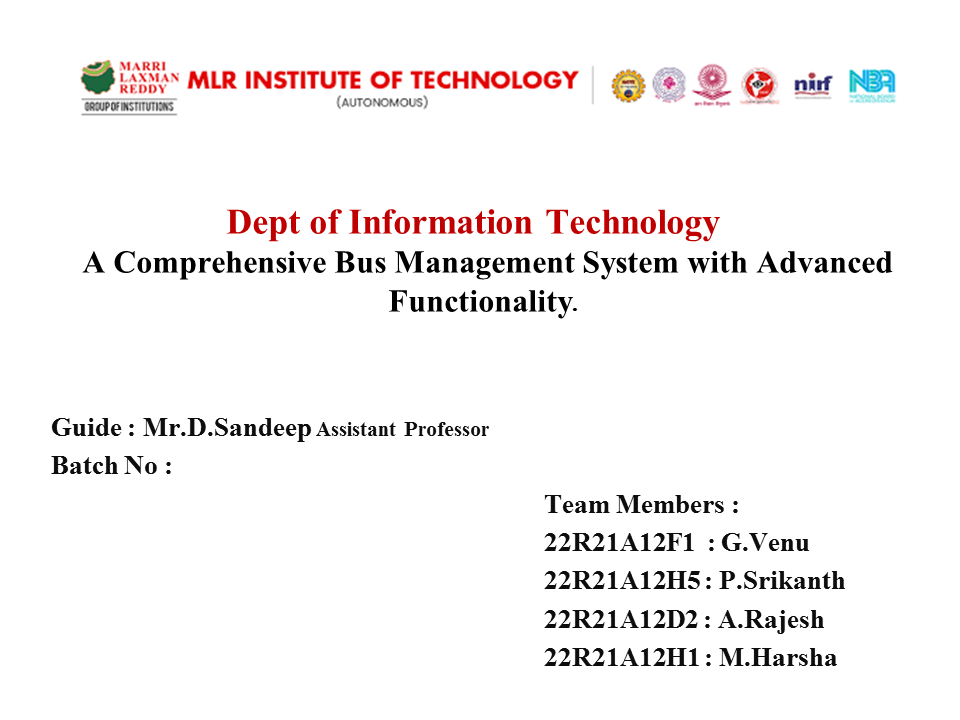 MARRI
LAXMAN
REDDY
GROUP OF INSTITUTIONS
MLR INSTITUTE OF TECHNOLOGY
(AUTONOMOUS)
nirf
NBA
NATIONAL BOARD
Dept of Information Technology
A Comprehensive Bus Management System with Advanced
Functionality.
Guide : Mr.D.Sandeep Assistant Professor
Batch No :
Team Members :
22R21A12F1 : G.Venu
22R21A12H5 : P.Srikanth
22R21A12D2 : A.Rajesh
22R21A12H1 : M.Harsha